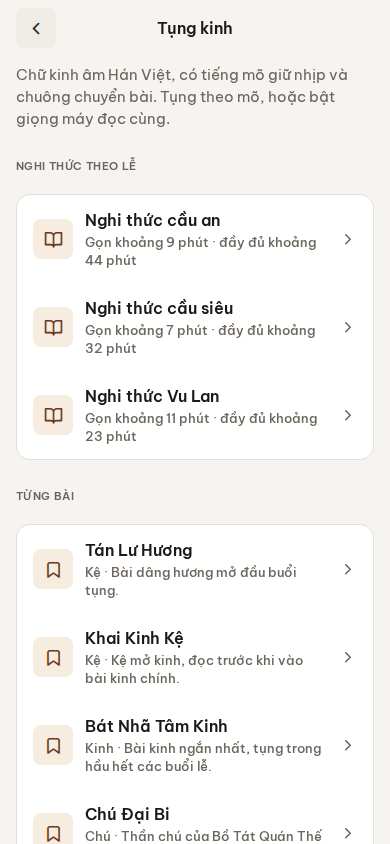 Tụng kinh
Chữ kinh âm Hán Việt, có tiếng mõ giữ nhịp và
chuông chuyển bài. Tụng theo mõ, hoặc bật
giọng máy đọc cùng.
NGHI THỨC THEO LỄ
Nghi thức cầu an
Gọn khoảng 9 phút · đầy đủ khoảng
44 phút
Nghi thức cầu siêu
Gọn khoảng 7 phút · đầy đủ khoảng
32 phút
Nghi thức Vu Lan
Gọn khoảng 11 phút · đầy đủ khoảng
23 phút
TỪNG BÀI
Tán Lư Hương
Kệ · Bài dâng hương mở đầu buổi
tụng.
Khai Kinh Kệ
Kệ · Kệ mở kinh, đọc trước khi vào
bài kinh chính.
Bát Nhã Tâm Kinh
Kinh · Bài kinh ngắn nhất, tụng trong
hầu hết các buổi lễ.
Chú Đại Bi
Chú · Thần chú của Bồ Tát Quán Thế